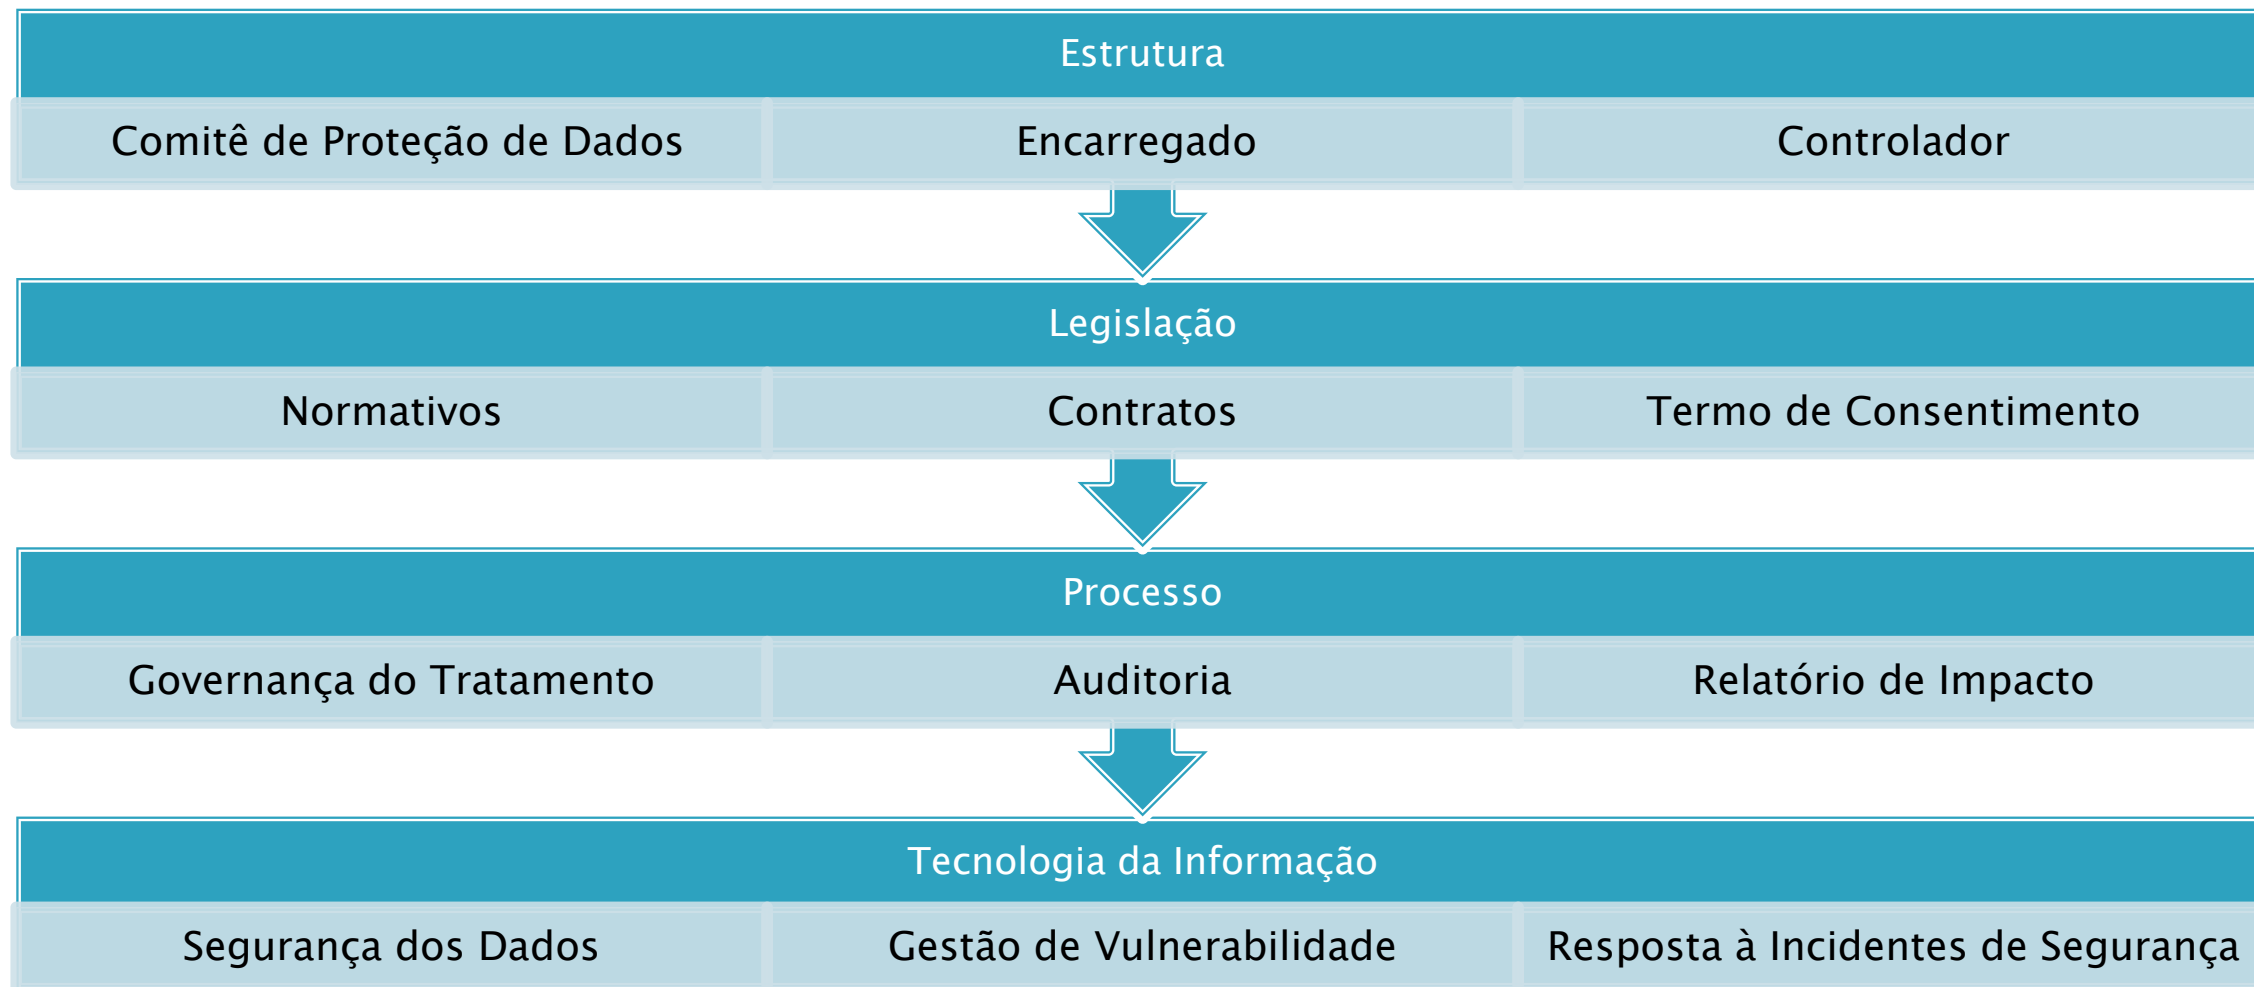 Estrutura
Comitê de Proteção de Dados
Encarregado
Controlador
Legislação
Normativos
Contratos
Termo de Consentimento
Processo
Governança do Tratamento
Auditoria
Relatório de Impacto
Tecnologia da Informação
Segurança dos Dados
Gestão de Vulnerabilidade
Resposta à Incidentes de Segurança